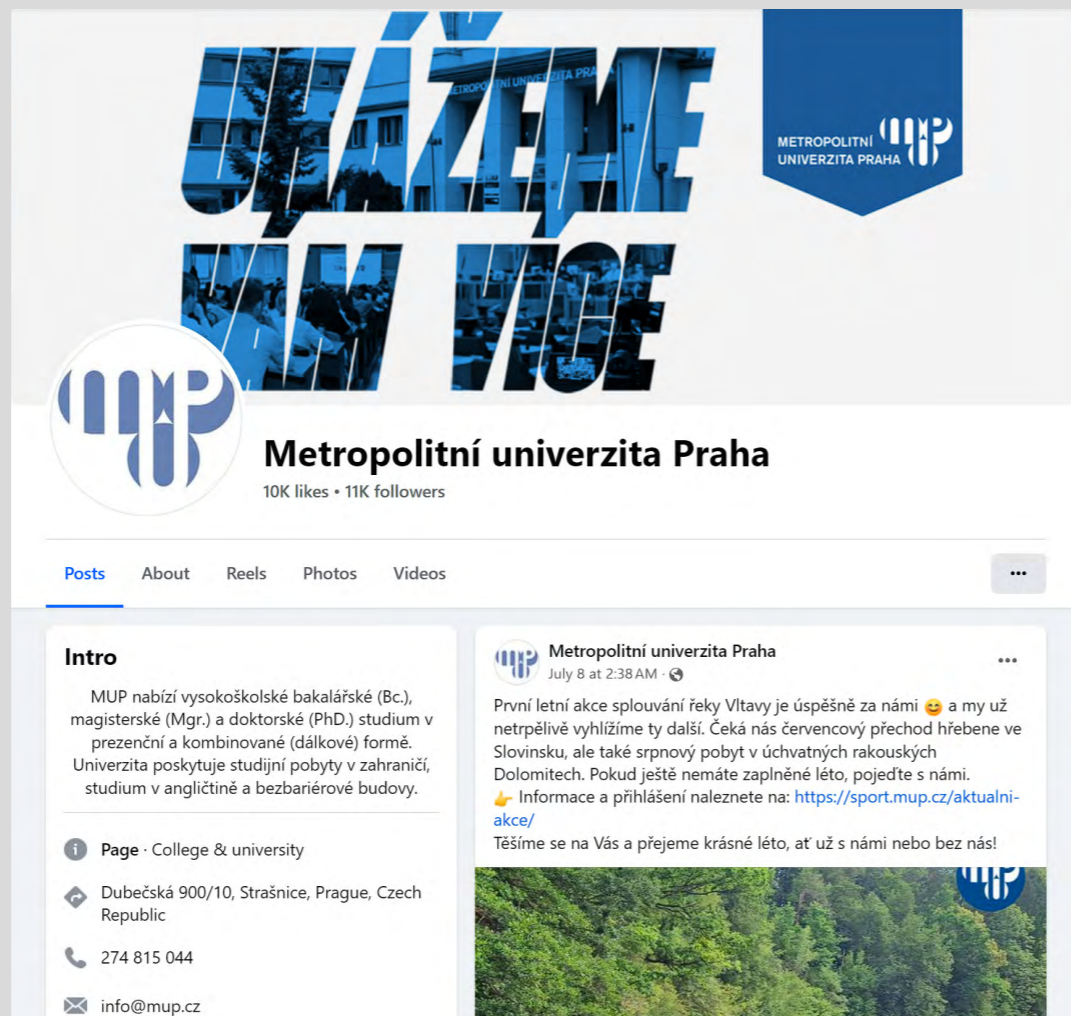 UKÁŽEME
VÁM VÍCE
METROPOLITNÍ UNIVERZITA PRA
METROPOLITNÍ
UNIVERZITA PRAHA
mup
mup
Metropolitní univerzita Praha
10K likes • 11K followers
Posts
About
Reels
Photos
Videos
Intro
MUP nabízí vysokoškolské bakalářské (Bc.),
magisterské (Mgr.) a doktorské (PhD.) studium v
prezenční a kombinované (dálkové) formě.
Univerzita poskytuje studijní pobyty v zahraničí,
studium v angličtině a bezbariérové budovy.
Page · College & university
Dubečská 900/10, Strašnice, Prague, Czech
Republic
274 815 044
info@mup.cz
mup
Metropolitní univerzita Praha
July 8 at 2:38 AM ·
První letní akce splouvání řeky Vltavy je úspěšně za námi 😄 a my už
netrpělivě vyhlížíme ty další. Čeká nás červencový přechod hřebene ve
Slovinsku, ale také srpnový pobyt v úchvatných rakouských
Dolomitech. Pokud ještě nemáte zaplněné léto, pojeďte s námi.
👉 Informace a přihlášení naleznete na: https://sport.mup.cz/aktualni-
akce/
Těšíme se na Vás a přejeme krásné léto, ať už s námi nebo bez nás!
mup